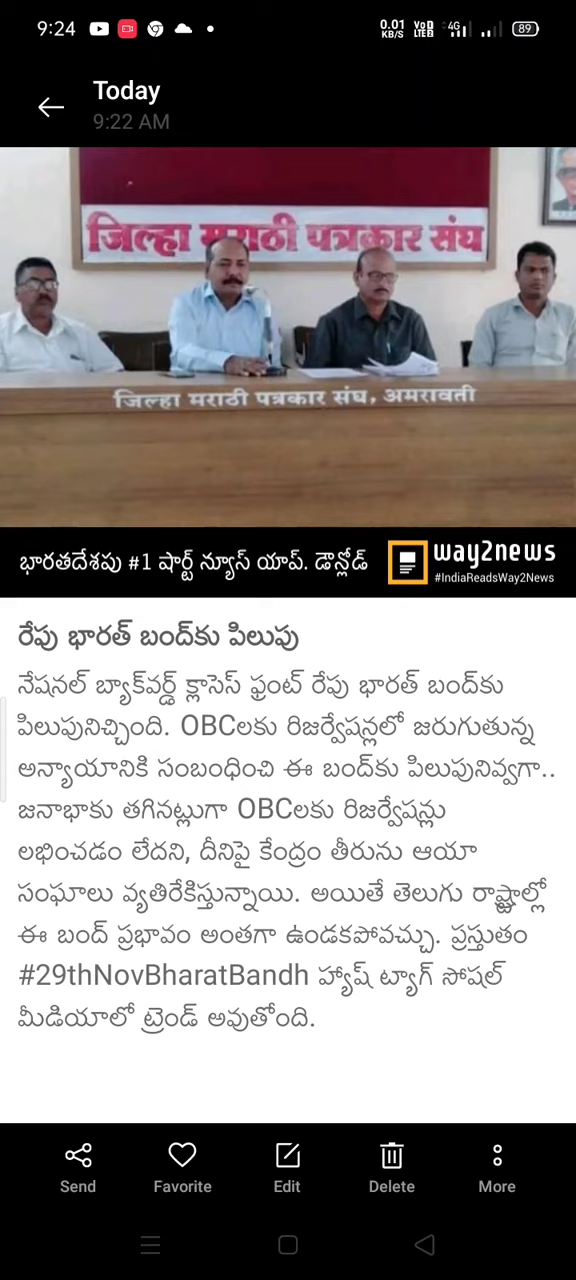 9:24
0.01 KB/S VoD LTE2 4G 89
Today
9:22 AM
जिल्हा मराठी पत्रकार संघ
जिल्हा मराठी पत्रकार संघ, अमरावती
భారతదేశపు #1 షార్ట్ న్యూస్ యాప్. డౌన్లోడ్ way2news
#IndiaReadsWay2News
రేపు భారత్ బంద్‌కు పిలుపు
నేషనల్ బ్యాక్‌వర్డ్ క్లాసెస్ ఫ్రంట్ రేపు భారత్ బంద్‌కు
పిలుపునిచ్చింది. OBCలకు రిజర్వేషన్లలో జరుగుతున్న
అన్యాయానికి సంబంధించి ఈ బంద్‌కు పిలుపునివ్వగా..
జనాభాకు తగినట్లుగా OBCలకు రిజర్వేషన్లు
లభించడం లేదని, దీనిపై కేంద్రం తీరును ఆయా
సంఘాలు వ్యతిరేకిస్తున్నాయి. అయితే తెలుగు రాష్ట్రాల్లో
ఈ బంద్ ప్రభావం అంతగా ఉండకపోవచ్చు. ప్రస్తుతం
#29thNovBharatBandh హ్యాష్ ట్యాగ్ సోషల్
మీడియాలో ట్రెండ్ అవుతోంది.
Send Favorite Edit Delete More